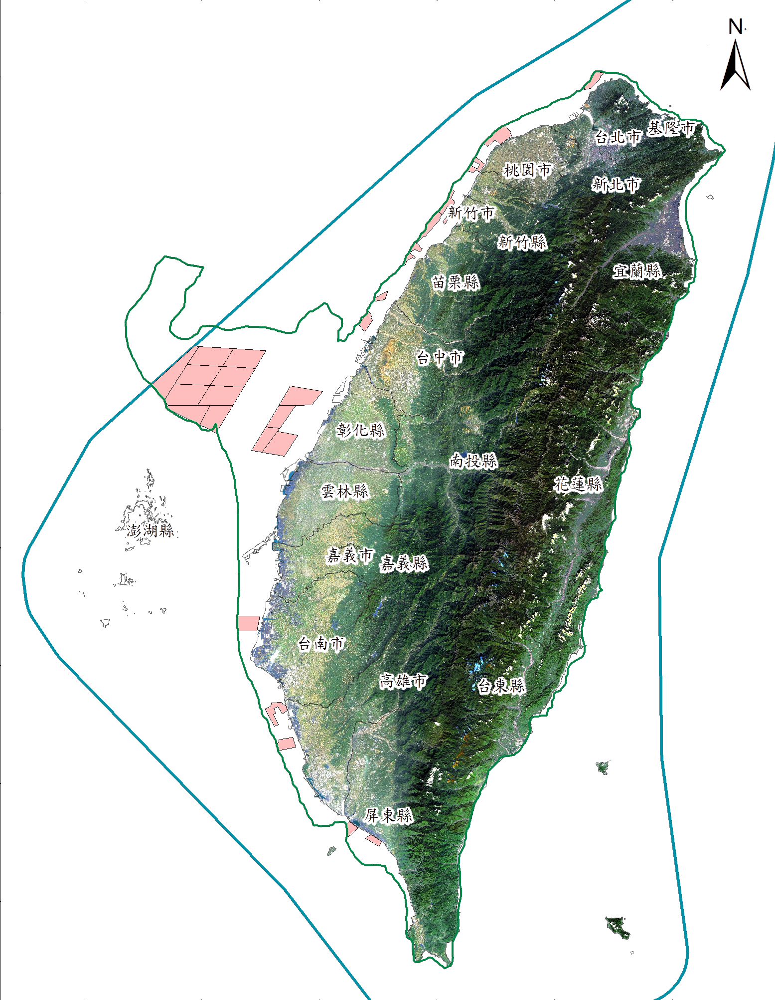 N
基隆市
台北市
桃園市
新北市
新竹市
新竹縣
宜蘭縣
苗栗縣
台中市
彰化縣
南投縣
花蓮縣
雲林縣
澎湖縣
嘉義市
嘉義縣
台南市
高雄市
台東縣
屏東縣